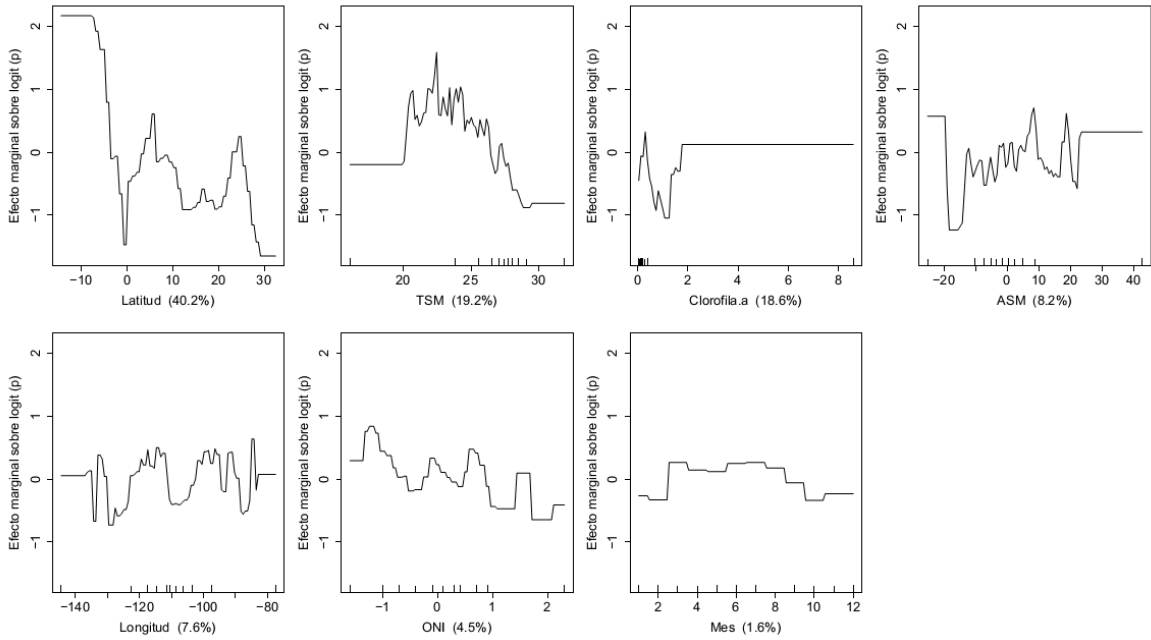 Efecto marginal sobre logit (p)
2
1
0
−1
−10 0 10 20 30
Latitud (40.2%)
Efecto marginal sobre logit (p)
2
1
0
−1
20 25 30
TSM (19.2%)
Efecto marginal sobre logit (p)
2
1
0
−1
0 2 4 6 8
Clorofila.a (18.6%)
Efecto marginal sobre logit (p)
2
1
0
−1
−20 0 10 20 30 40
ASM (8.2%)
Efecto marginal sobre logit (p)
2
1
0
−1
−140 −120 −100 −80
Longitud (7.6%)
Efecto marginal sobre logit (p)
2
1
0
−1
−1 0 1 2
ONI (4.5%)
Efecto marginal sobre logit (p)
2
1
0
−1
2 4 6 8 10 12
Mes (1.6%)